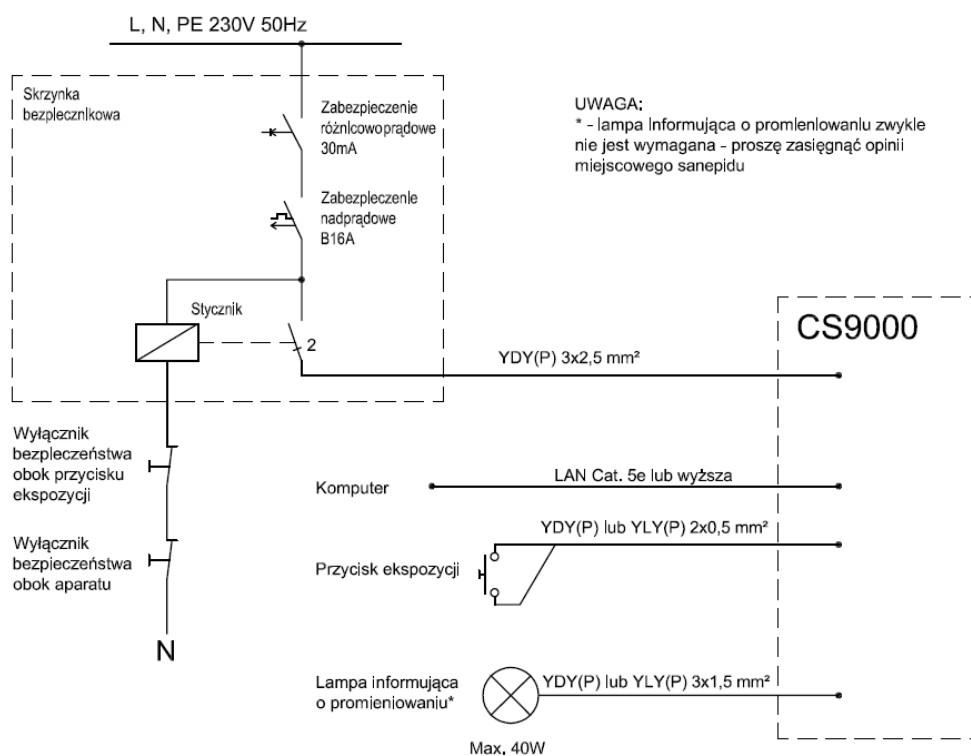 L, N, PE 230V 50Hz
Skrzynka
bezpiecznikowa
Zabezpieczenie
różnicowoprądowe
30mA
UWAGA:
* - lampa informująca o promieniowaniu zwykle
nie jest wymagana - proszę zasięgnąć opinii
miejscowego sanepidu
Zabezpieczenie
nadprądowe
B16A
Stycznik
2
CS9000
YDY(P) 3x2,5 mm²
Wyłącznik
bezpieczeństwa
obok przycisku
ekspozycji
Komputer
LAN Cat. 5e lub wyższa
Wyłącznik
bezpieczeństwa
obok aparatu
YDY(P) lub YLY(P) 2x0,5 mm²
Przycisk ekspozycji
N
Lampa informująca
o promieniowaniu*
YDY(P) lub YLY(P) 3x1,5 mm²
Max. 40W